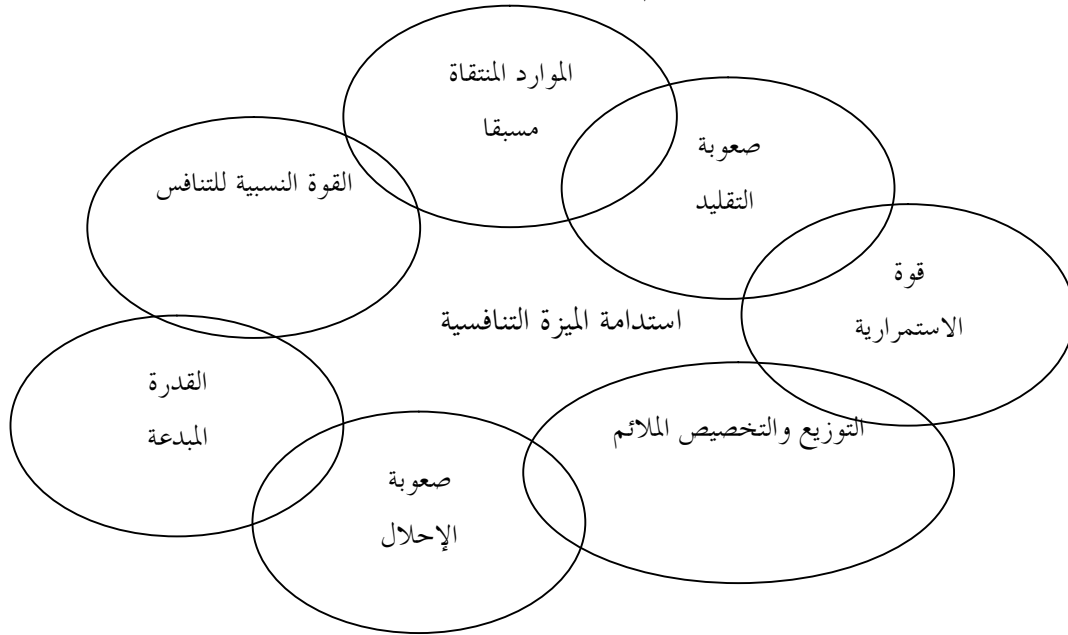 الموارد المنتقاة
مسبقا
صعوبة
التقليد
القوة النسبية للتنافس
قوة
الاستمرارية
استدامة الميزة التنافسية
القدرة
المبدعة
التوزيع والتخصيص الملائم
صعوبة
الإحلال